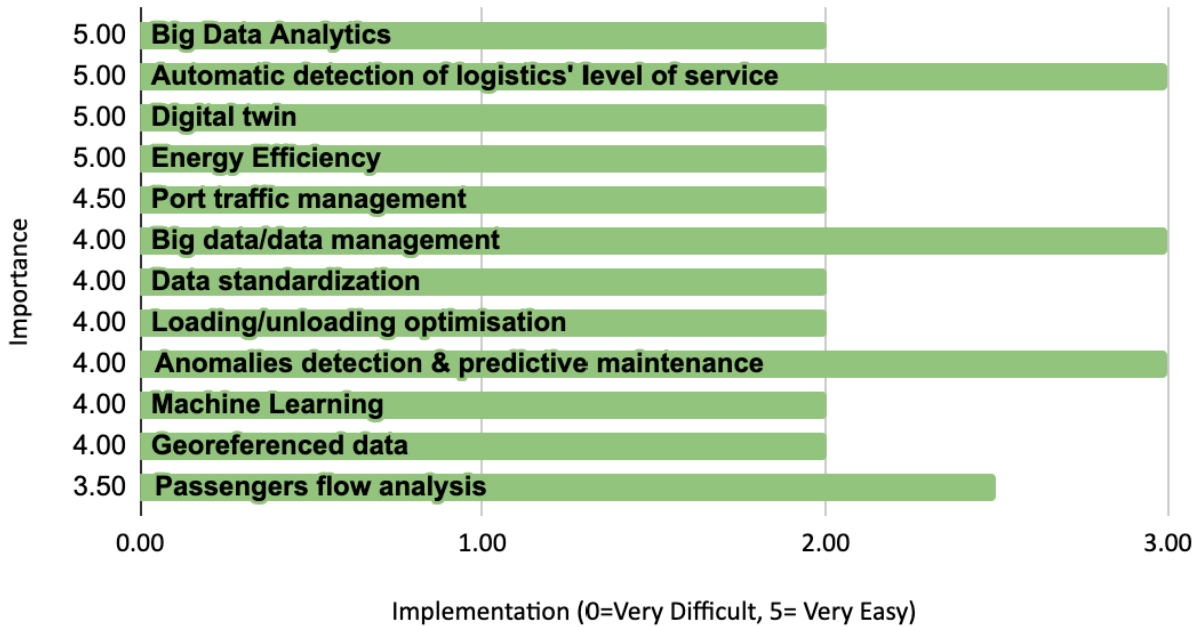 5.00 Big Data Analytics
5.00 Automatic detection of logistics' level of service
5.00 Digital twin
5.00 Energy Efficiency
4.50 Port traffic management
4.00 Big data/data management
4.00 Data standardization
4.00 Loading/unloading optimisation
4.00 Anomalies detection & predictive maintenance
4.00 Machine Learning
4.00 Georeferenced data
3.50 Passengers flow analysis
Importance
0.00 1.00 2.00 3.00
Implementation (0=Very Difficult, 5= Very Easy)